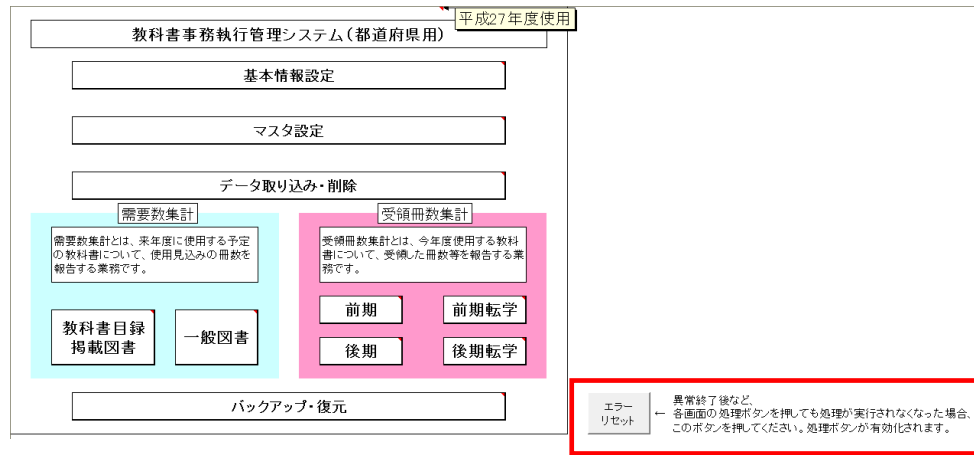 平成27年度使用
教科書事務執行管理システム(都道府県用)
基本情報設定
マスタ設定
データ取り込み・削除
需要数集計
需要数集計とは、来年度に使用する予定
の教科書について、使用見込みの冊数を
報告する業務です。
教科書目録
掲載図書
一般図書
受領冊数集計
受領冊数集計とは、今年度使用する教科
書について、受領した冊数等を報告する業
務です。
前期
前期転学
後期
後期転学
バックアップ・復元
エラー
リセット
←
異常終了後など、
各画面の処理ボタンを押しても処理が実行されなくなった場合、
このボタンを押してください。処理ボタンが有効化されます。